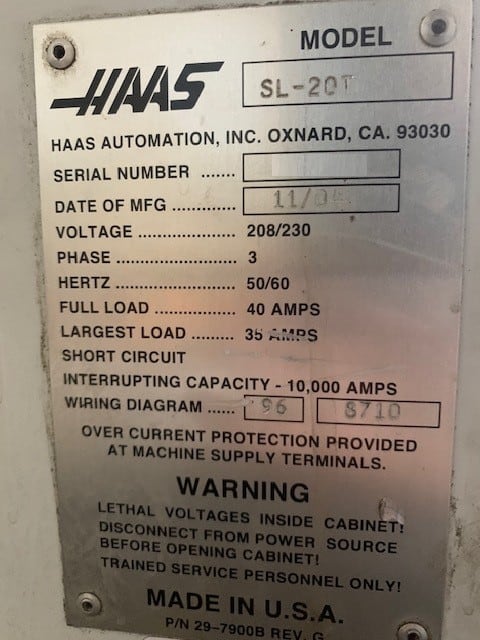 MODEL
HAAS
SL-20T
HAAS AUTOMATION, INC. OXNARD, CA. 93030
SERIAL NUMBER .......
DATE OF MFG .............
VOLTAGE .................. 208/230
PHASE ....................... 3
HERTZ ....................... 50/60
FULL LOAD ............... 40 AMPS
LARGEST LOAD ......... 35 AMPS
SHORT CIRCUIT
INTERRUPTING CAPACITY - 10,000 AMPS
WIRING DIAGRAM ...... 96 8710
OVER CURRENT PROTECTION PROVIDED
AT MACHINE SUPPLY TERMINALS.
WARNING
LETHAL VOLTAGES INSIDE CABINET!
DISCONNECT FROM POWER SOURCE
BEFORE OPENING CABINET!
TRAINED SERVICE PERSONNEL ONLY!
MADE IN U.S.A.
P/N 29-7900B REV. G